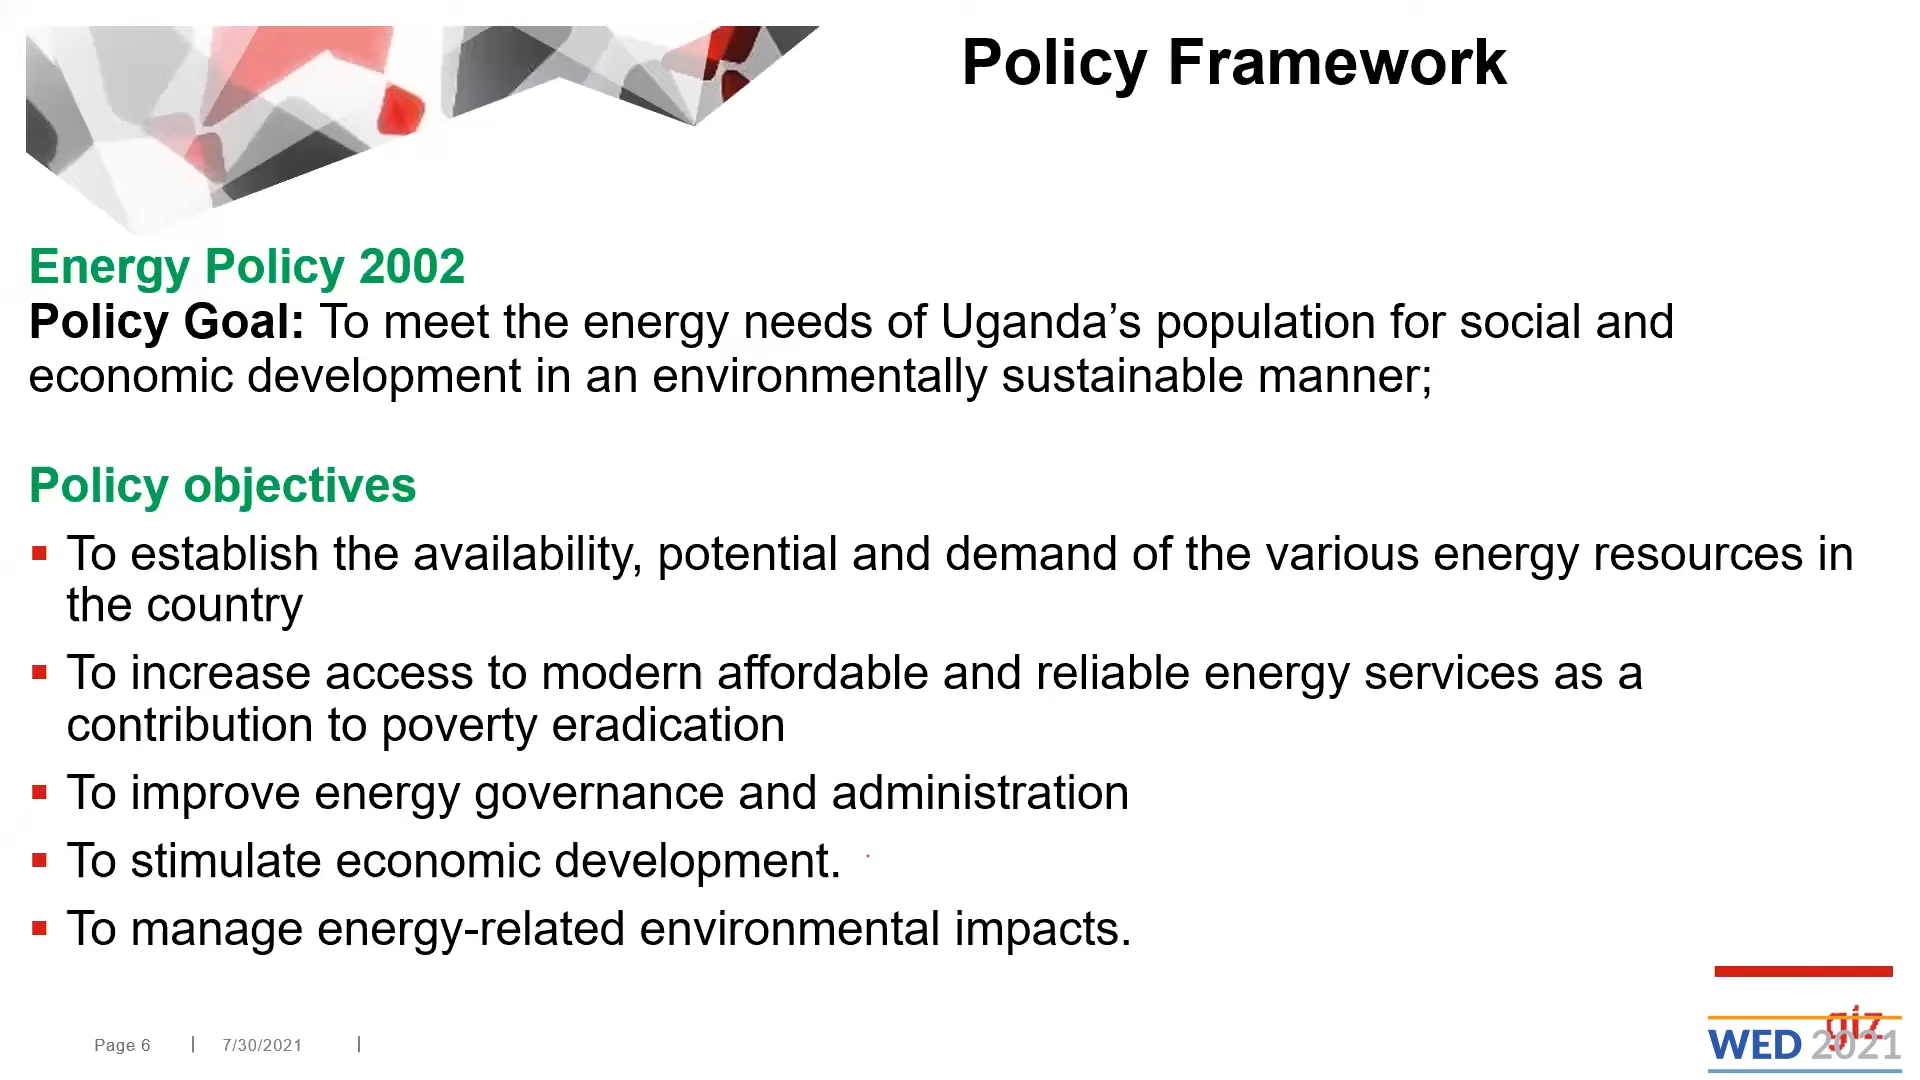 Policy Framework
Energy Policy 2002
Policy Goal: To meet the energy needs of Uganda’s population for social and
economic development in an environmentally sustainable manner;
Policy objectives
▪ To establish the availability, potential and demand of the various energy resources in
the country
▪ To increase access to modern affordable and reliable energy services as a
contribution to poverty eradication
▪ To improve energy governance and administration
▪ To stimulate economic development.
▪ To manage energy-related environmental impacts.
Page 6 | 7/30/2021 |
giz
WED 2021